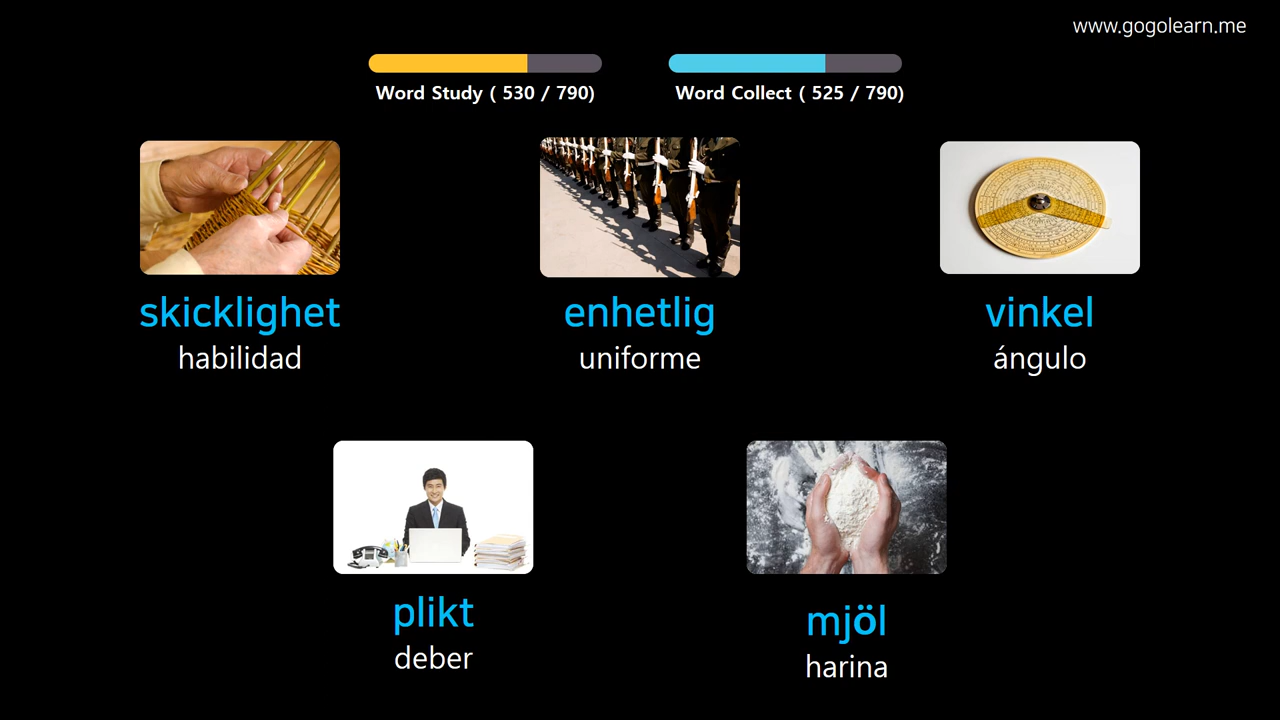 www.gogolearn.me
Word Study ( 530 / 790)
Word Collect ( 525 / 790)
skicklighet
habilidad
enhetlig
uniforme
vinkel
ángulo
plikt
deber
mjöl
harina